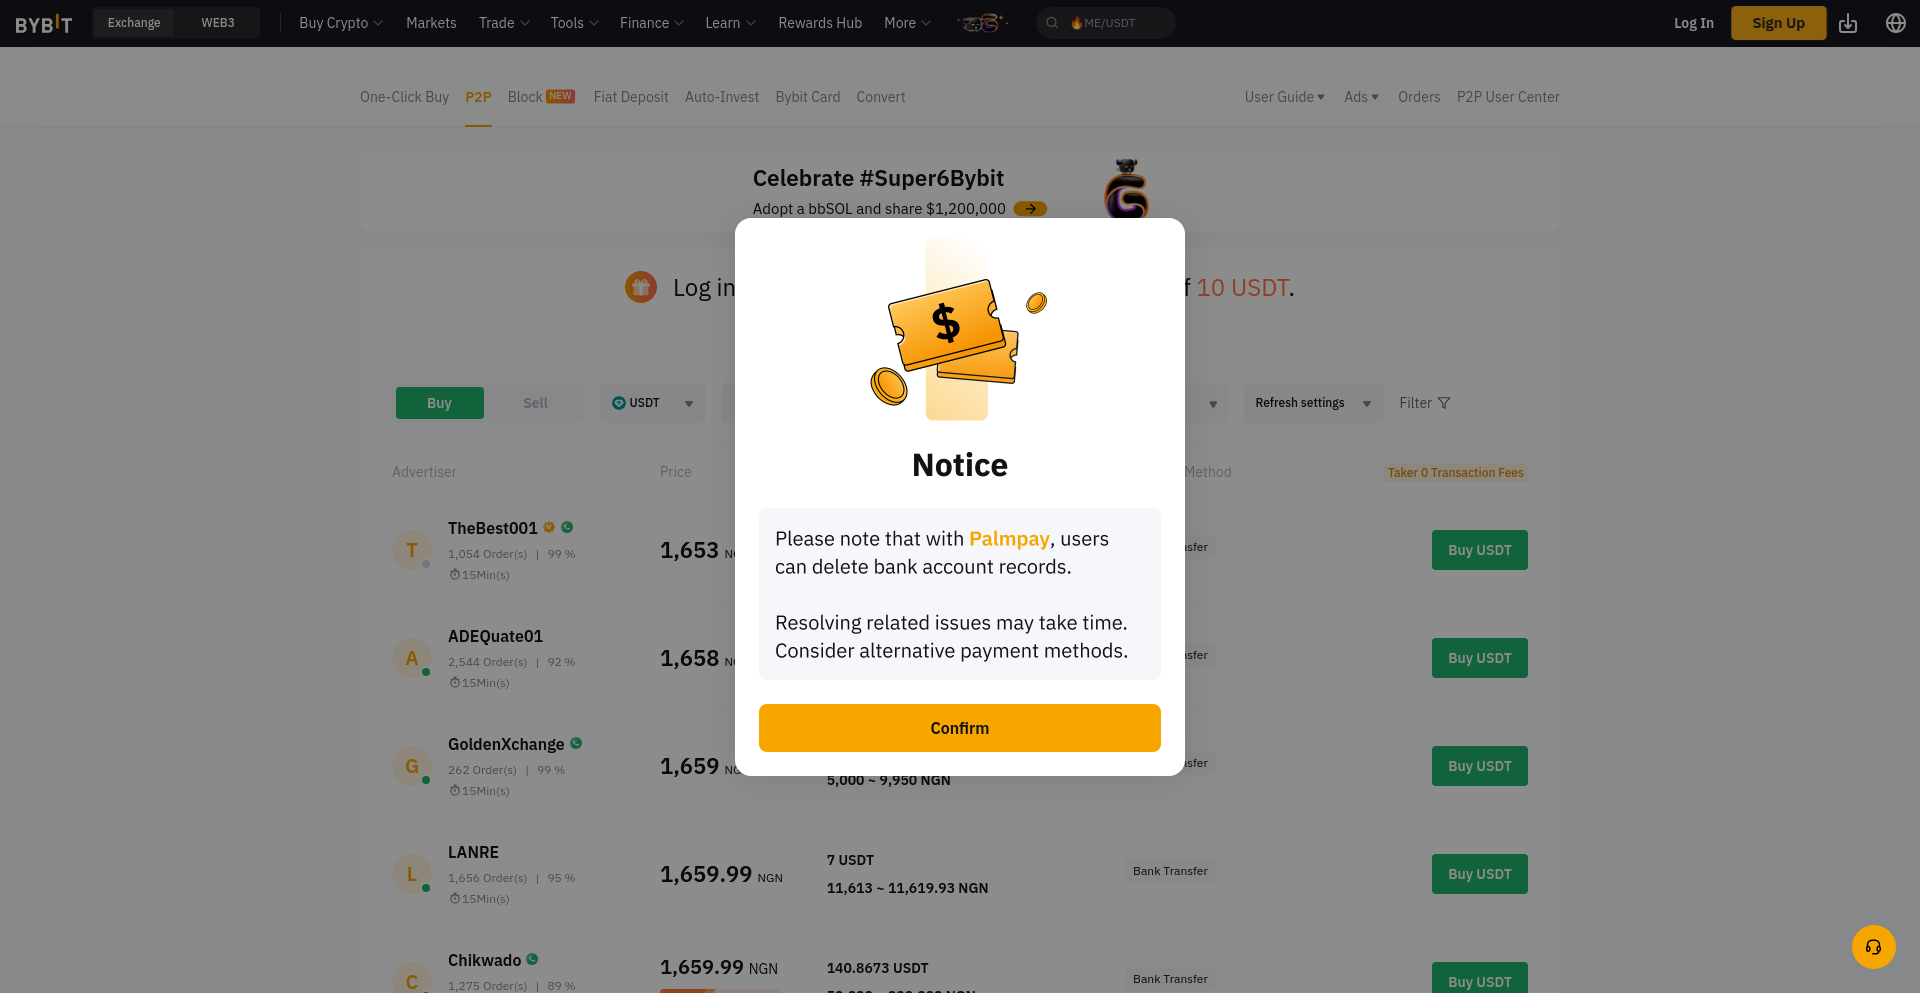 BYBIT
Exchange
WEB3
Buy Crypto
Markets
Trade
Tools
Finance
Learn
Rewards Hub
More
ME/USDT
Log In
Sign Up
One-Click Buy
P2P
Block NEW
Fiat Deposit
Auto-Invest
Bybit Card
Convert
User Guide
Ads
Orders
P2P User Center
Celebrate #Super6Bybit
Adopt a bbSOL and share $1,200,000
Log in
10 USDT.
Buy
Sell
USDT
Refresh settings
Filter
Advertiser
Price
Method
Taker 0 Transaction Fees
T
TheBest001
1,054 Order(s) | 99 %
15Min(s)
1,653
Buy USDT
A
ADEQuate01
2,544 Order(s) | 92 %
15Min(s)
1,658
Buy USDT
G
GoldenXchange
262 Order(s) | 99 %
15Min(s)
1,659
5,000 ~ 9,950 NGN
Buy USDT
L
LANRE
1,656 Order(s) | 95 %
15Min(s)
1,659.99 NGN
7 USDT
11,613 ~ 11,619.93 NGN
Bank Transfer
Buy USDT
C
Chikwado
1,275 Order(s) | 89 %
1,659.99 NGN
140.8673 USDT
Bank Transfer
Buy USDT
$
Notice
Please note that with Palmpay, users
can delete bank account records.
Resolving related issues may take time.
Consider alternative payment methods.
Confirm